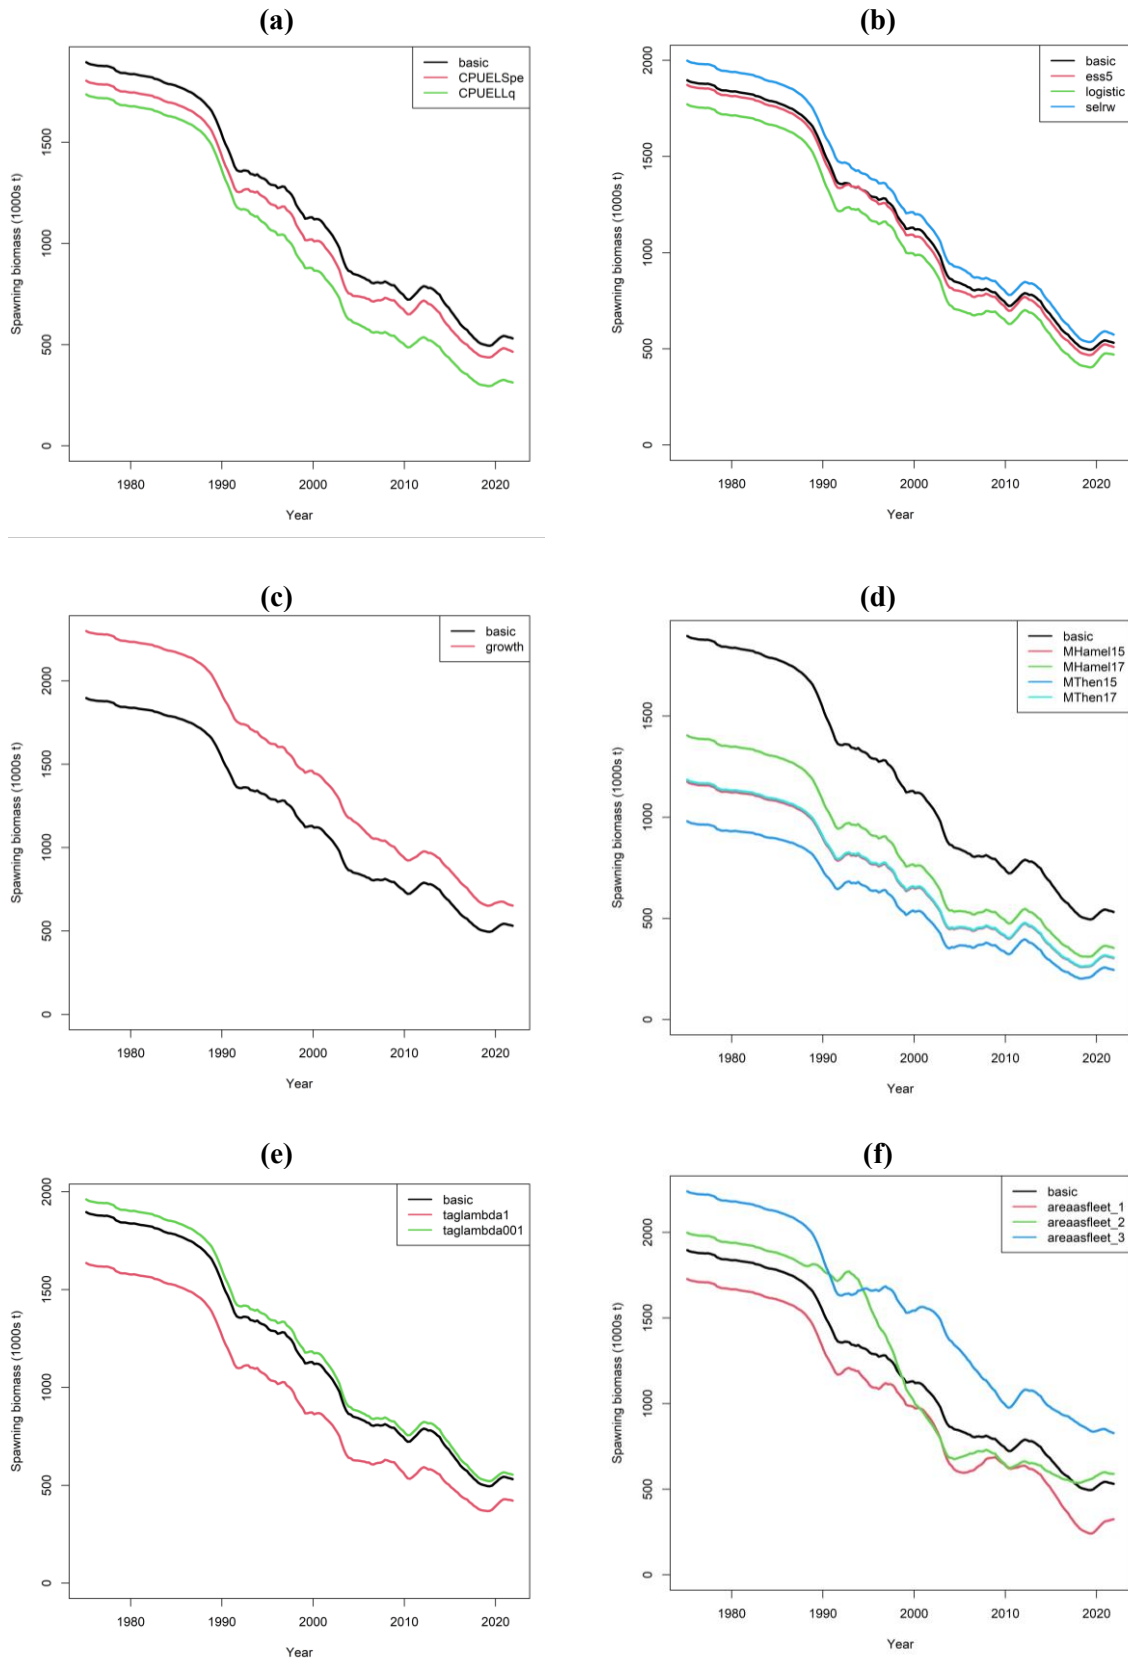 (a)
basic
CPUELSpe
CPUELLq
Spawning biomass (1000s t)
0
500
1000
1500
1980
1990
2000
2010
2020
Year
(b)
basic
ess5
logistic
selrw
Spawning biomass (1000s t)
0
500
1000
1500
2000
1980
1990
2000
2010
2020
Year
(c)
basic
growth
Spawning biomass (1000s t)
0
500
1000
1500
2000
1980
1990
2000
2010
2020
Year
(d)
basic
MHamel15
MHamel17
MThen15
MThen17
Spawning biomass (1000s t)
0
500
1000
1500
1980
1990
2000
2010
2020
Year
(e)
basic
taglambda1
taglambda001
Spawning biomass (1000s t)
0
500
1000
1500
2000
1980
1990
2000
2010
2020
Year
(f)
basic
areaasfleet_1
areaasfleet_2
areaasfleet_3
Spawning biomass (1000s t)
0
500
1000
1500
2000
1980
1990
2000
2010
2020
Year